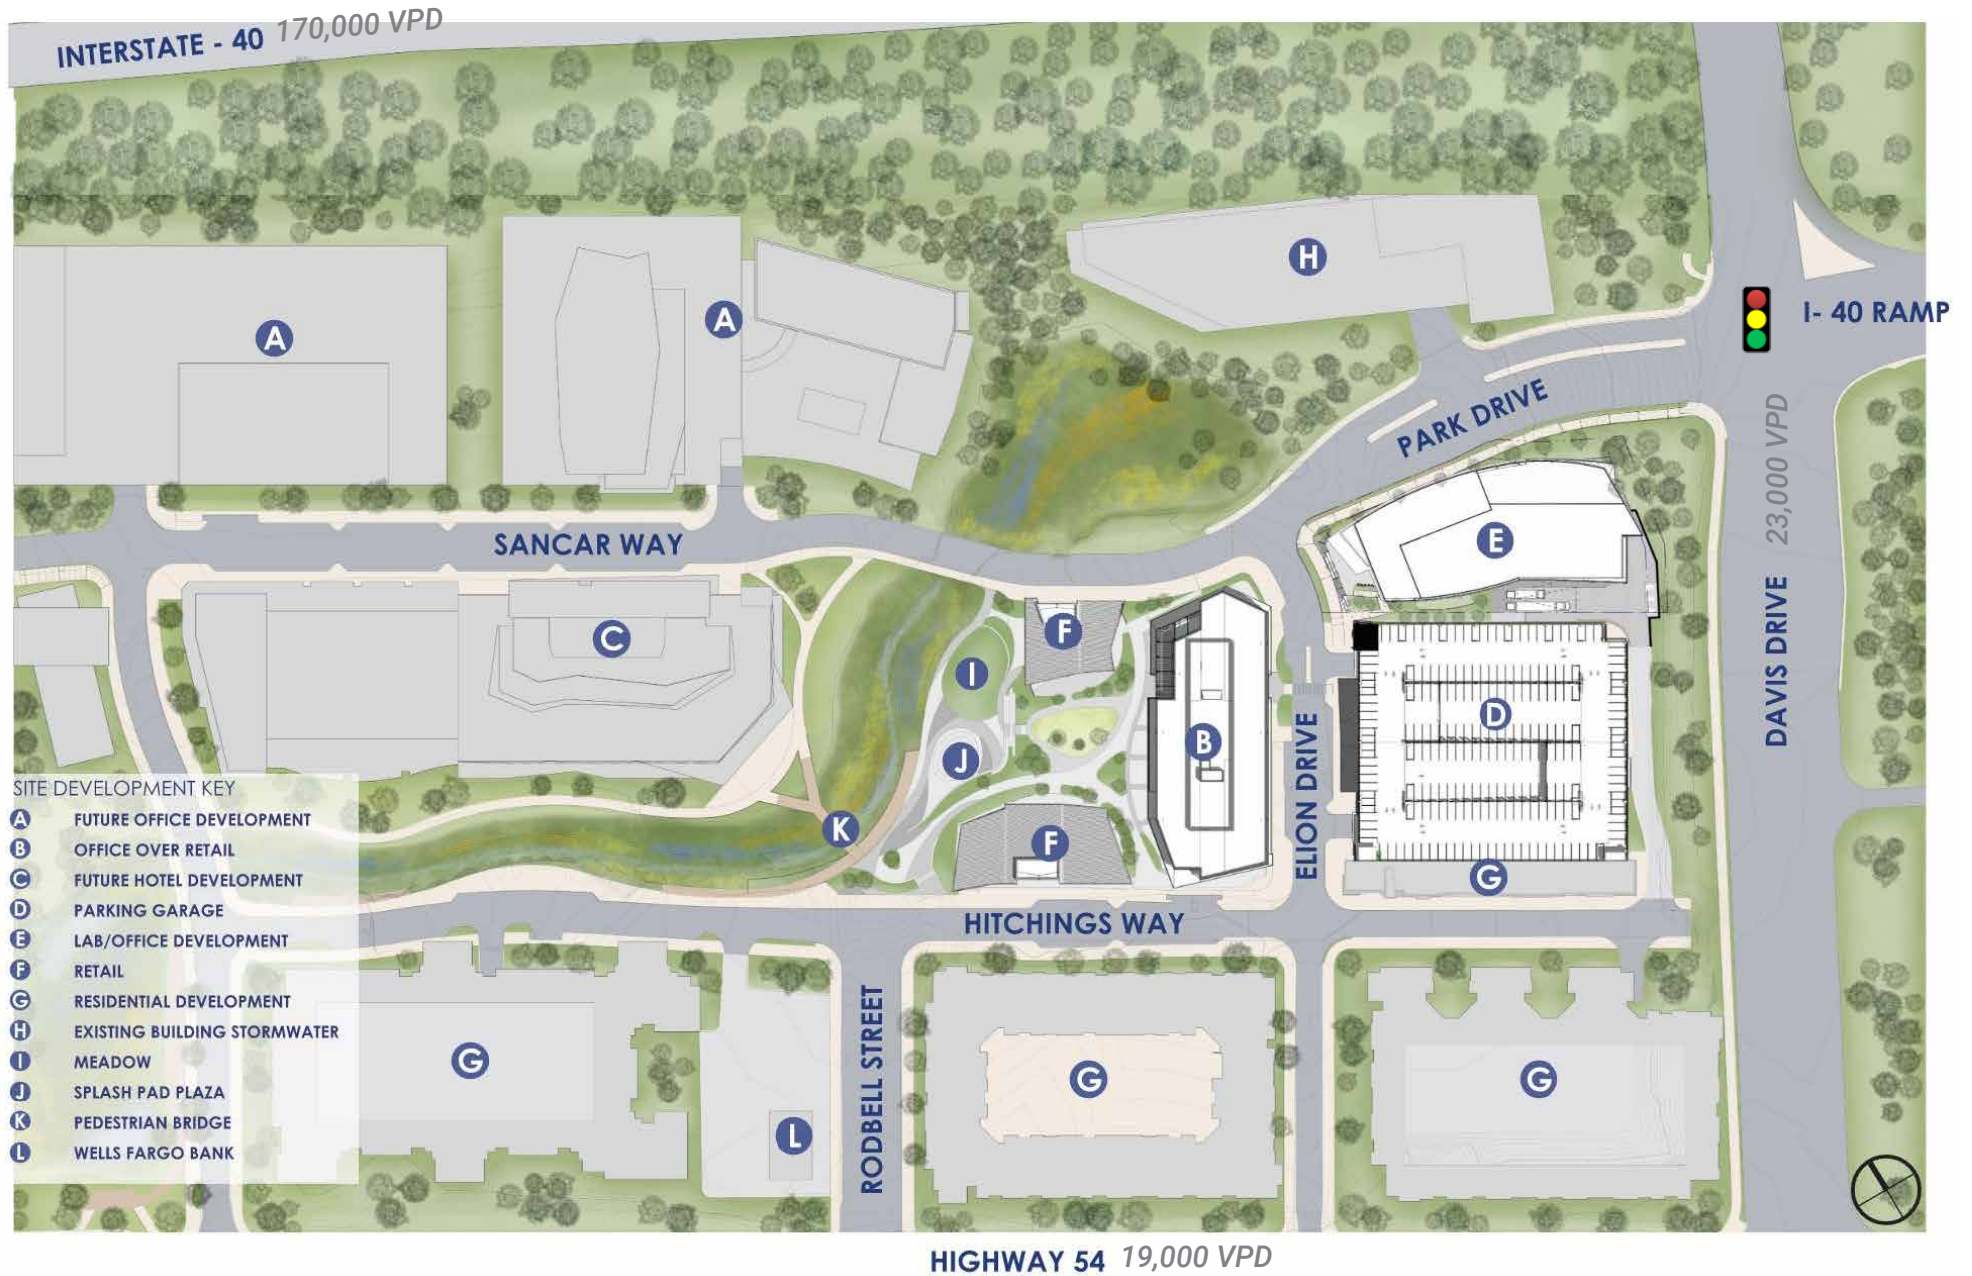 INTERSTATE - 40 170,000 VPD
A
A
H
I- 40 RAMP
PARK DRIVE
23,000 VPD
DAVIS DRIVE
SANCAR WAY
E
C
F
I
B
D
J
ELION DRIVE
K
F
G
HITCHINGS WAY
SITE DEVELOPMENT KEY
A FUTURE OFFICE DEVELOPMENT
B OFFICE OVER RETAIL
C FUTURE HOTEL DEVELOPMENT
D PARKING GARAGE
E LAB/OFFICE DEVELOPMENT
F RETAIL
G RESIDENTIAL DEVELOPMENT
H EXISTING BUILDING STORMWATER
I MEADOW
J SPLASH PAD PLAZA
K PEDESTRIAN BRIDGE
L WELLS FARGO BANK
G
L
RODBELL STREET
G
G
HIGHWAY 54 19,000 VPD